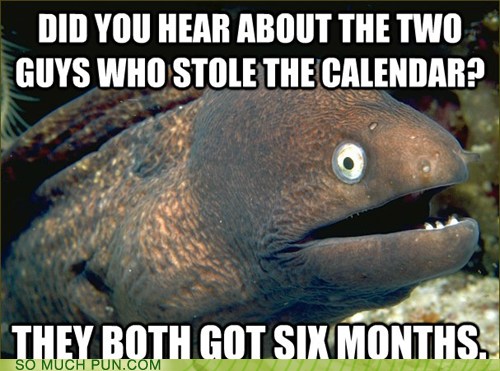 DID YOU HEAR ABOUT THE TWO
GUYS WHO STOLE THE CALENDAR?
THEY BOTH GOT SIX MONTHS.
SO MUCH PUN.COM